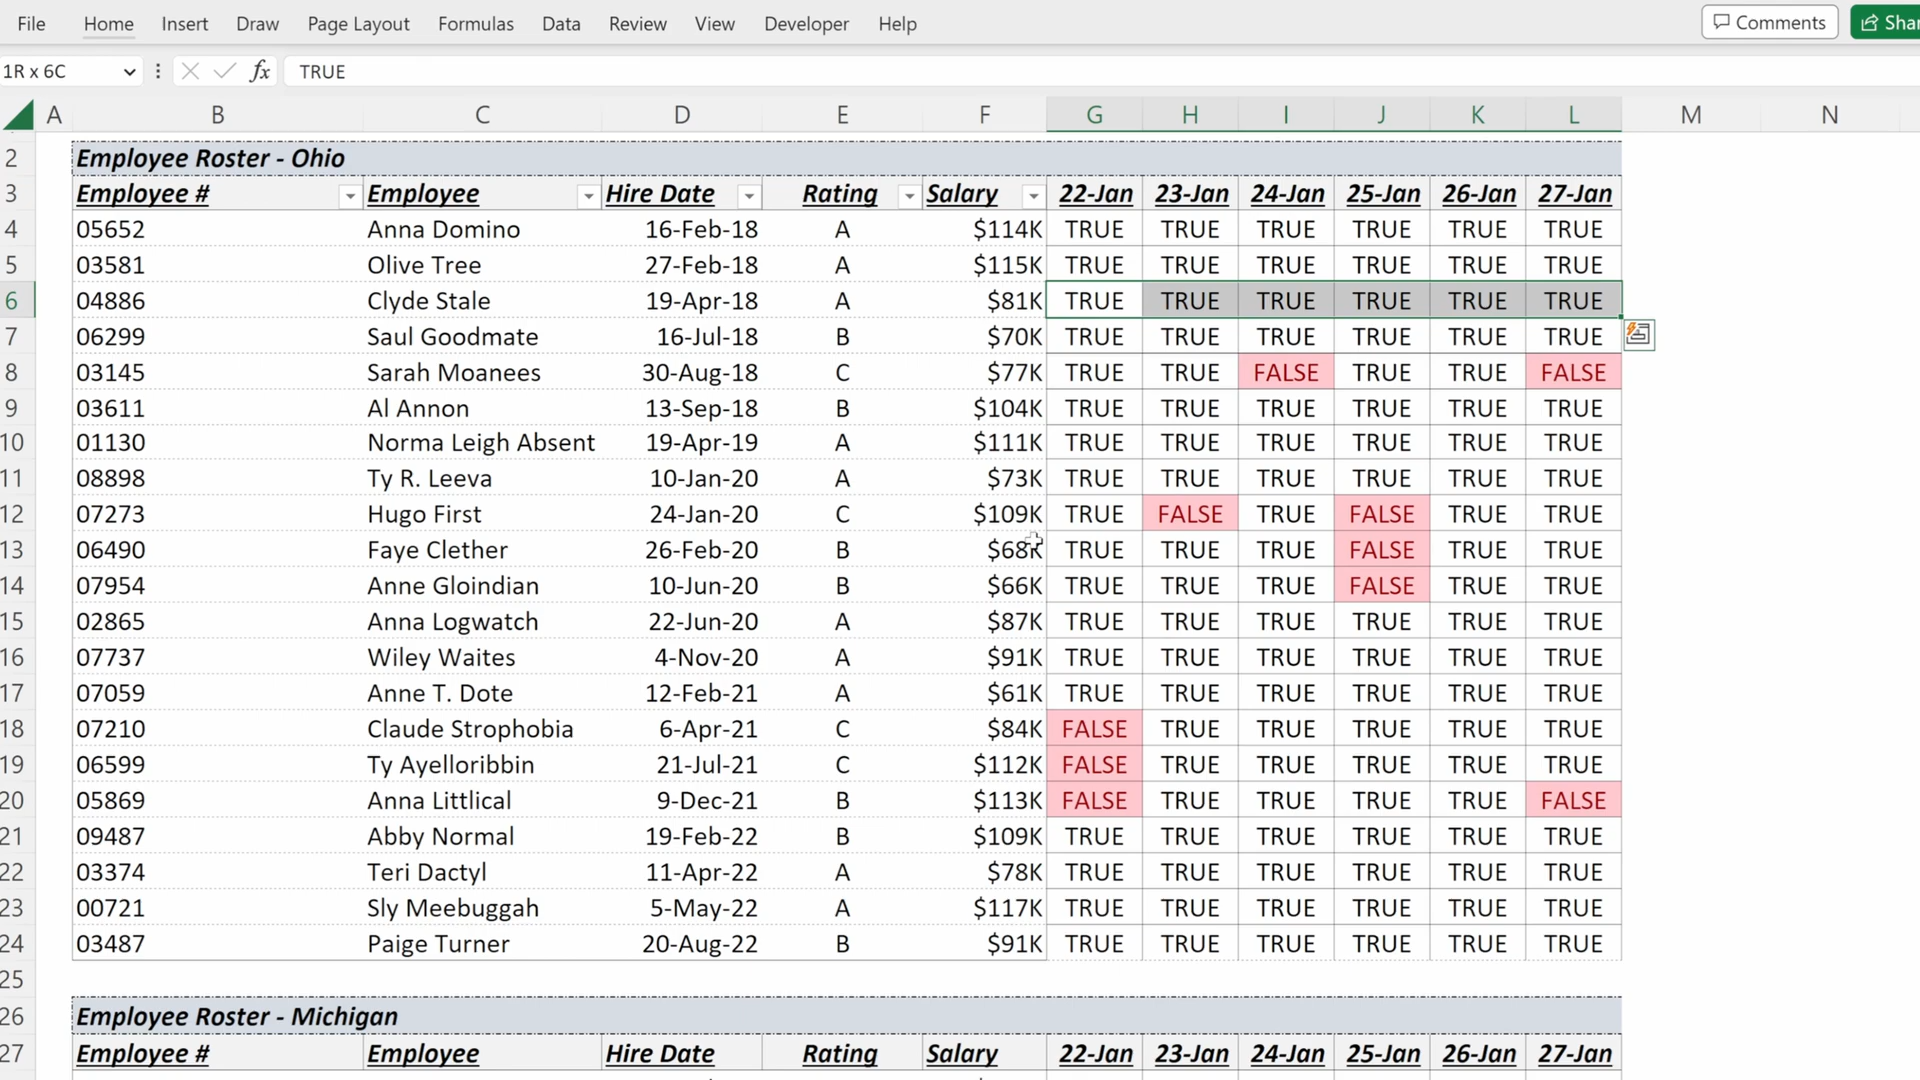 File Home Insert Draw Page Layout Formulas Data Review View Developer Help Comments
1R x 6C fx TRUE
A B C D E F G H I J K L M N
2 Employee Roster - Ohio
3 Employee # Employee Hire Date Rating Salary 22-Jan 23-Jan 24-Jan 25-Jan 26-Jan 27-Jan
4 05652 Anna Domino 16-Feb-18 A $114K TRUE TRUE TRUE TRUE TRUE TRUE
5 03581 Olive Tree 27-Feb-18 A $115K TRUE TRUE TRUE TRUE TRUE TRUE
6 04886 Clyde Stale 19-Apr-18 A $81K TRUE TRUE TRUE TRUE TRUE TRUE
7 06299 Saul Goodmate 16-Jul-18 B $70K TRUE TRUE TRUE TRUE TRUE TRUE
8 03145 Sarah Moanees 30-Aug-18 C $77K TRUE TRUE FALSE TRUE TRUE FALSE
9 03611 Al Annon 13-Sep-18 B $104K TRUE TRUE TRUE TRUE TRUE TRUE
10 01130 Norma Leigh Absent 19-Apr-19 A $111K TRUE TRUE TRUE TRUE TRUE TRUE
11 08898 Ty R. Leeva 10-Jan-20 A $73K TRUE TRUE TRUE TRUE TRUE TRUE
12 07273 Hugo First 24-Jan-20 C $109K TRUE FALSE TRUE FALSE TRUE TRUE
13 06490 Faye Clether 26-Feb-20 B $68K TRUE TRUE TRUE FALSE TRUE TRUE
14 07954 Anne Gloindian 10-Jun-20 B $66K TRUE TRUE TRUE FALSE TRUE TRUE
15 02865 Anna Logwatch 22-Jun-20 A $87K TRUE TRUE TRUE TRUE TRUE TRUE
16 07737 Wiley Waites 4-Nov-20 A $91K TRUE TRUE TRUE TRUE TRUE TRUE
17 07059 Anne T. Dote 12-Feb-21 A $61K TRUE TRUE TRUE TRUE TRUE TRUE
18 07210 Claude Strophobia 6-Apr-21 C $84K FALSE TRUE TRUE TRUE TRUE TRUE
19 06599 Ty Ayelloribbin 21-Jul-21 C $112K FALSE TRUE TRUE TRUE TRUE TRUE
20 05869 Anna Littlical 9-Dec-21 B $113K FALSE TRUE TRUE TRUE TRUE FALSE
21 09487 Abby Normal 19-Feb-22 B $109K TRUE TRUE TRUE TRUE TRUE TRUE
22 03374 Teri Dactyl 11-Apr-22 A $78K TRUE TRUE TRUE TRUE TRUE TRUE
23 00721 Sly Meebuggah 5-May-22 A $117K TRUE TRUE TRUE TRUE TRUE TRUE
24 03487 Paige Turner 20-Aug-22 B $91K TRUE TRUE TRUE TRUE TRUE TRUE
25
26 Employee Roster - Michigan
27 Employee # Employee Hire Date Rating Salary 22-Jan 23-Jan 24-Jan 25-Jan 26-Jan 27-Jan